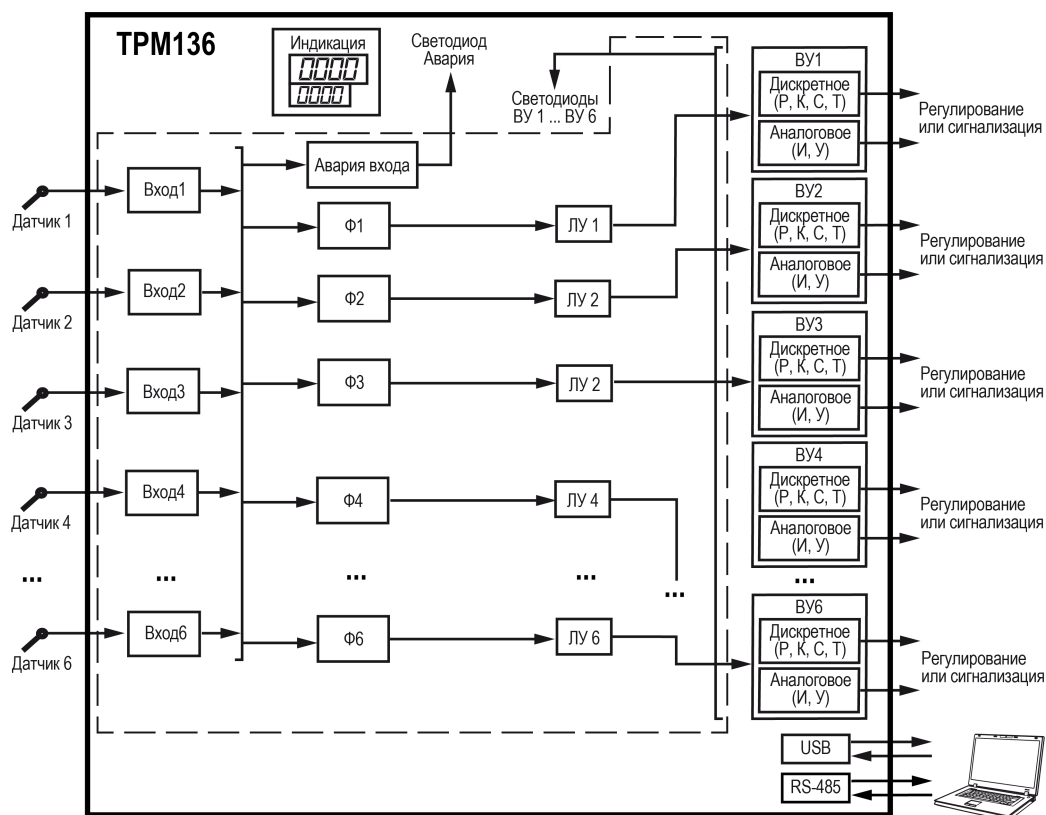 ТРМ136
Индикация
0000
0000
Светодиод
Авария
Светодиоды
ВУ 1 ... ВУ 6
Авария входа
Датчик 1
Вход1
Ф1
ЛУ 1
ВУ1
Дискретное
(Р, К, С, Т)
Аналоговое
(И, У)
Регулирование
или сигнализация
Датчик 2
Вход2
Ф2
ЛУ 2
ВУ2
Дискретное
(Р, К, С, Т)
Аналоговое
(И, У)
Регулирование
или сигнализация
Датчик 3
Вход3
Ф3
ЛУ 2
ВУ3
Дискретное
(Р, К, С, Т)
Аналоговое
(И, У)
Регулирование
или сигнализация
Датчик 4
Вход4
Ф4
ЛУ 4
ВУ4
Дискретное
(Р, К, С, Т)
Аналоговое
(И, У)
Регулирование
или сигнализация
... ... ... ... ... ...
Датчик 6
Вход6
Ф6
ЛУ 6
ВУ6
Дискретное
(Р, К, С, Т)
Аналоговое
(И, У)
Регулирование
или сигнализация
USB
RS-485